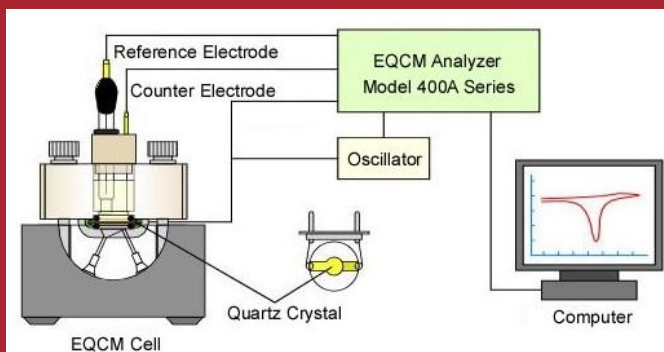 Reference Electrode
Counter Electrode
EQCM Analyzer
Model 400A Series
Oscillator
Quartz Crystal
Computer
EQCM Cell